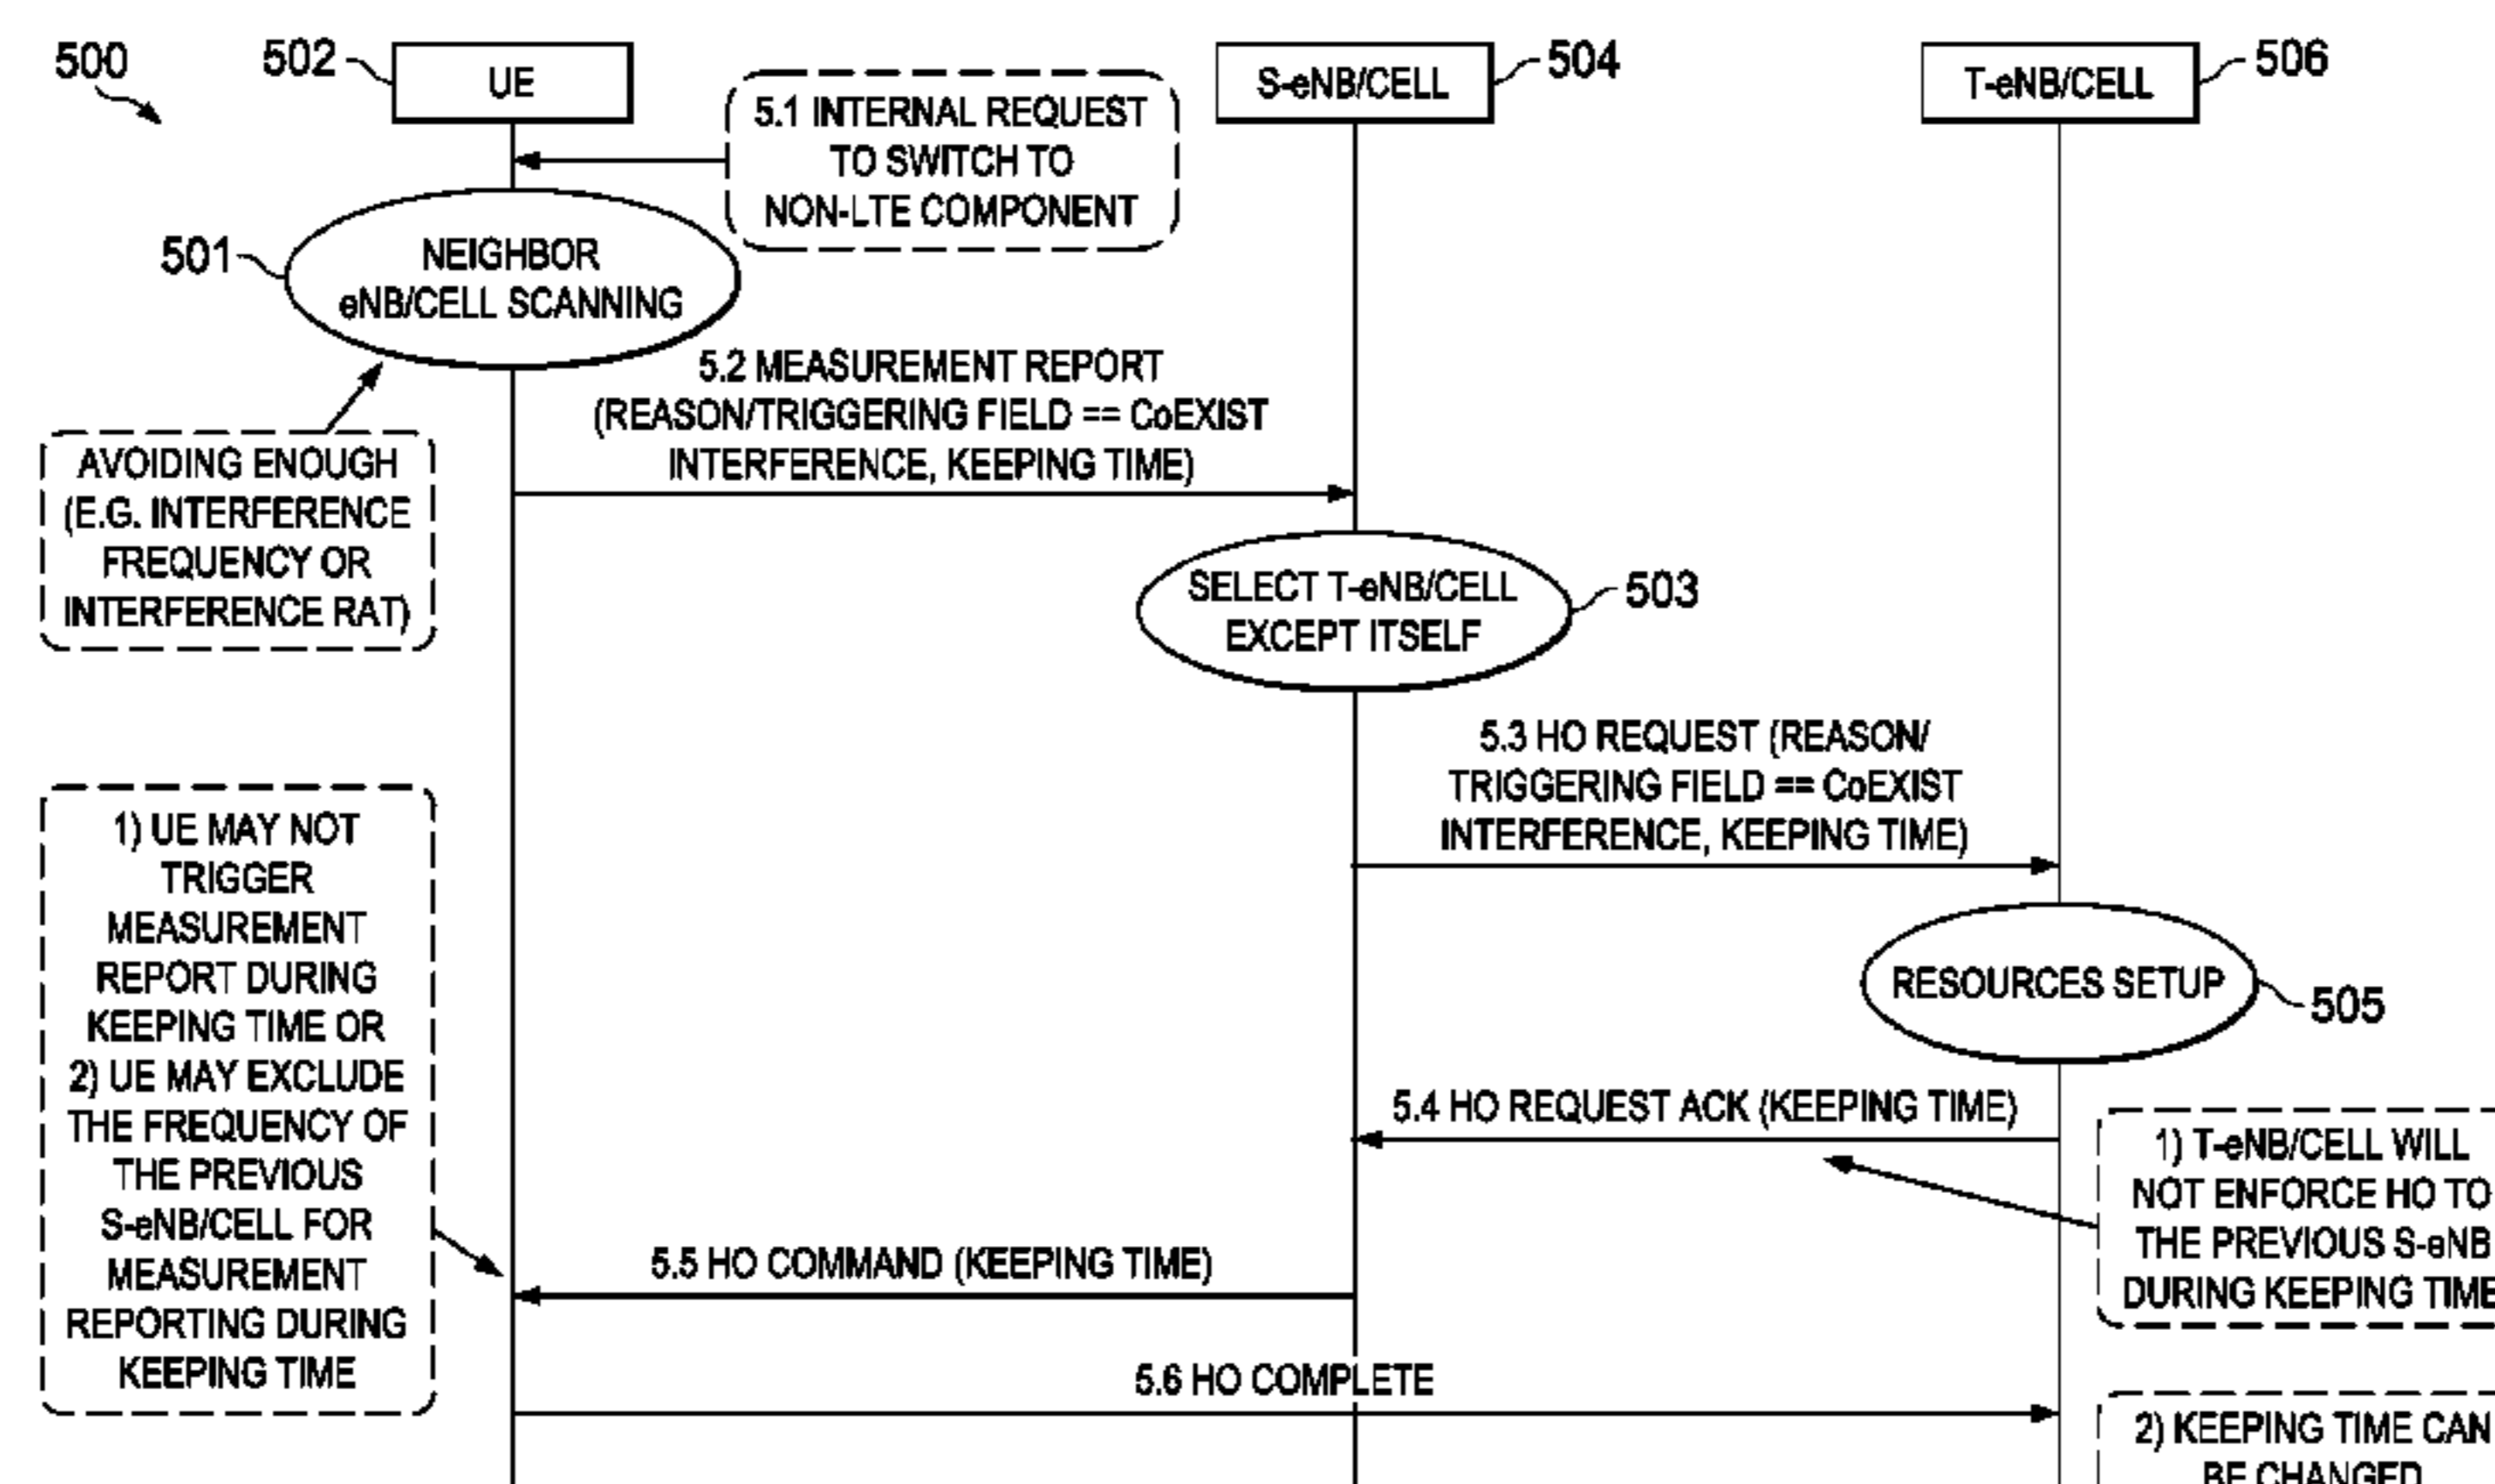 500
502
UE
S-eNB/CELL
504
T-eNB/CELL
506
5.1 INTERNAL REQUEST
TO SWITCH TO
NON-LTE COMPONENT
501
NEIGHBOR
eNB/CELL SCANNING
5.2 MEASUREMENT REPORT
(REASON/TRIGGERING FIELD == CoEXIST
INTERFERENCE, KEEPING TIME)
AVOIDING ENOUGH
(E.G. INTERFERENCE
FREQUENCY OR
INTERFERENCE RAT)
SELECT T-eNB/CELL
EXCEPT ITSELF
503
5.3 HO REQUEST (REASON/
TRIGGERING FIELD == CoEXIST
INTERFERENCE, KEEPING TIME)
1) UE MAY NOT
TRIGGER
MEASUREMENT
REPORT DURING
KEEPING TIME OR
2) UE MAY EXCLUDE
THE FREQUENCY OF
THE PREVIOUS
S-eNB/CELL FOR
MEASUREMENT
REPORTING DURING
KEEPING TIME
RESOURCES SETUP
505
5.4 HO REQUEST ACK (KEEPING TIME)
1) T-eNB/CELL WILL
NOT ENFORCE HO TO
THE PREVIOUS S-eNB
DURING KEEPING TIME
5.5 HO COMMAND (KEEPING TIME)
5.6 HO COMPLETE
2) KEEPING TIME CAN
BE CHANGED